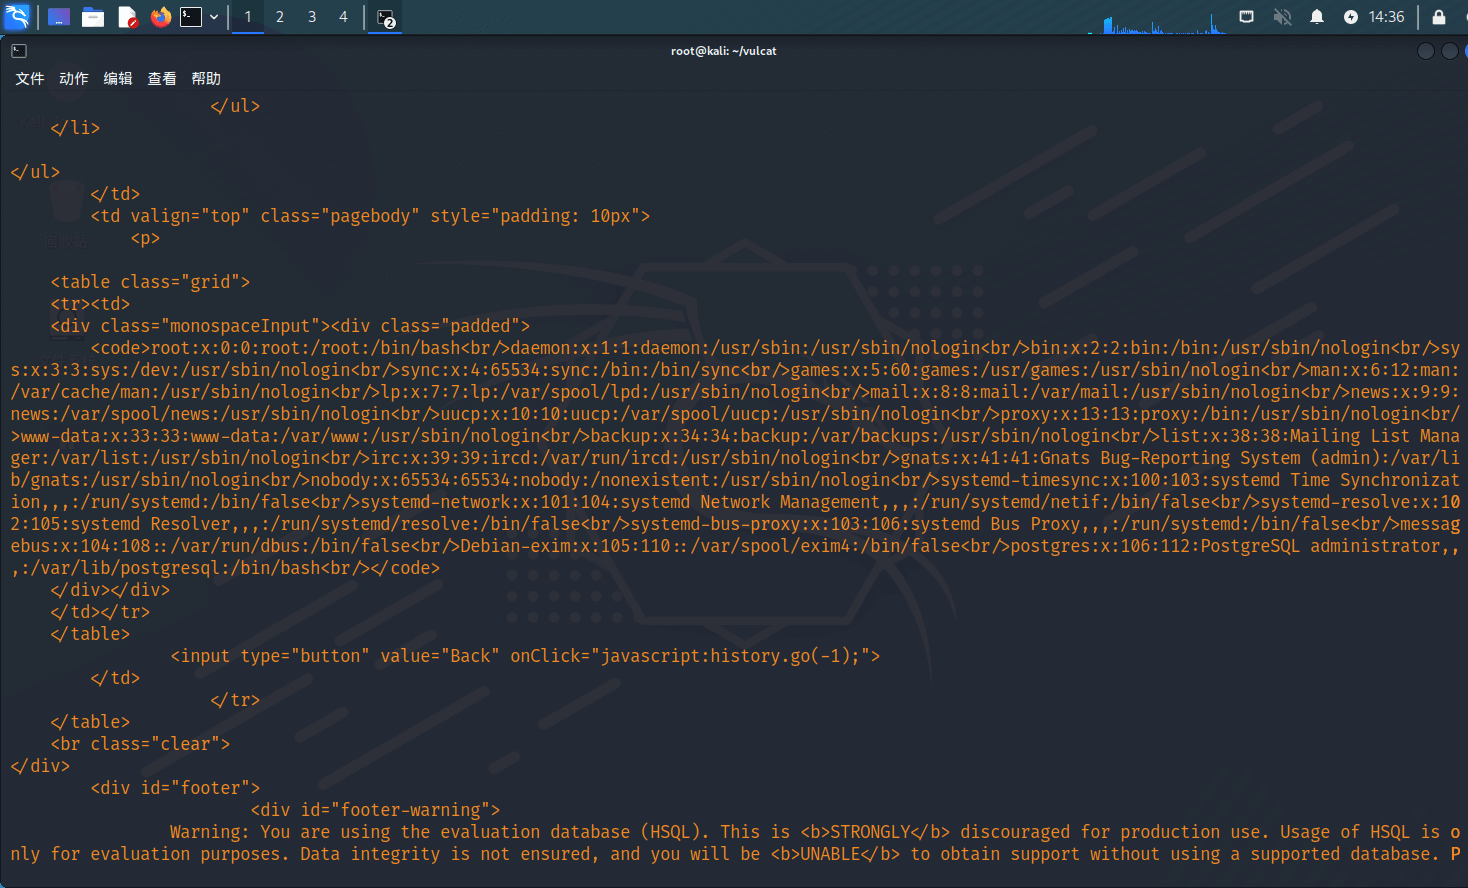 1 2 3 4 2 14:36
root@kali: ~/vulcat
文件 动作 编辑 查看 帮助
</ul>
</li>
</ul>
</td>
<td valign="top" class="pagebody" style="padding: 10px">
<p>
<table class="grid">
<tr><td>
<div class="monospaceInput"><div class="padded">
<code>root:x:0:0:root:/root:/bin/bash<br/>daemon:x:1:1:daemon:/usr/sbin:/usr/sbin/nologin<br/>bin:x:2:2:bin:/bin:/usr/sbin/nologin<br/>sy
s:x:3:3:sys:/dev:/usr/sbin/nologin<br/>sync:x:4:65534:sync:/bin:/bin/sync<br/>games:x:5:60:games:/usr/games:/usr/sbin/nologin<br/>man:x:6:12:man:
/var/cache/man:/usr/sbin/nologin<br/>lp:x:7:7:lp:/var/spool/lpd:/usr/sbin/nologin<br/>mail:x:8:8:mail:/var/mail:/usr/sbin/nologin<br/>news:x:9:9:
news:/var/spool/news:/usr/sbin/nologin<br/>uucp:x:10:10:uucp:/var/spool/uucp:/usr/sbin/nologin<br/>proxy:x:13:13:proxy:/bin:/usr/sbin/nologin<br/
>www-data:x:33:33:www-data:/var/www:/usr/sbin/nologin<br/>backup:x:34:34:backup:/var/backups:/usr/sbin/nologin<br/>list:x:38:38:Mailing List Mana
ger:/var/list:/usr/sbin/nologin<br/>irc:x:39:39:ircd:/var/run/ircd:/usr/sbin/nologin<br/>gnats:x:41:41:Gnats Bug-Reporting System (admin):/var/li
b/gnats:/usr/sbin/nologin<br/>nobody:x:65534:65534:nobody:/nonexistent:/usr/sbin/nologin<br/>systemd-timesync:x:100:103:systemd Time Synchronizat
ion,,,:/run/systemd:/bin/false<br/>systemd-network:x:101:104:systemd Network Management,,,:/run/systemd/netif:/bin/false<br/>systemd-resolve:x:10
2:105:systemd Resolver,,,:/run/systemd/resolve:/bin/false<br/>systemd-bus-proxy:x:103:106:systemd Bus Proxy,,,:/run/systemd:/bin/false<br/>messag
ebus:x:104:108::/var/run/dbus:/bin/false<br/>Debian-exim:x:105:110::/var/spool/exim4:/bin/false<br/>postgres:x:106:112:PostgreSQL administrator,,
,:/var/lib/postgresql:/bin/bash<br/></code>
</div></div>
</td></tr>
</table>
<input type="button" value="Back" onClick="javascript:history.go(-1);">
</td>
</tr>
</table>
<br class="clear">
</div>
<div id="footer">
<div id="footer-warning">
Warning: You are using the evaluation database (HSQL). This is <b>STRONGLY</b> discouraged for production use. Usage of HSQL is o
nly for evaluation purposes. Data integrity is not ensured, and you will be <b>UNABLE</b> to obtain support without using a supported database. P